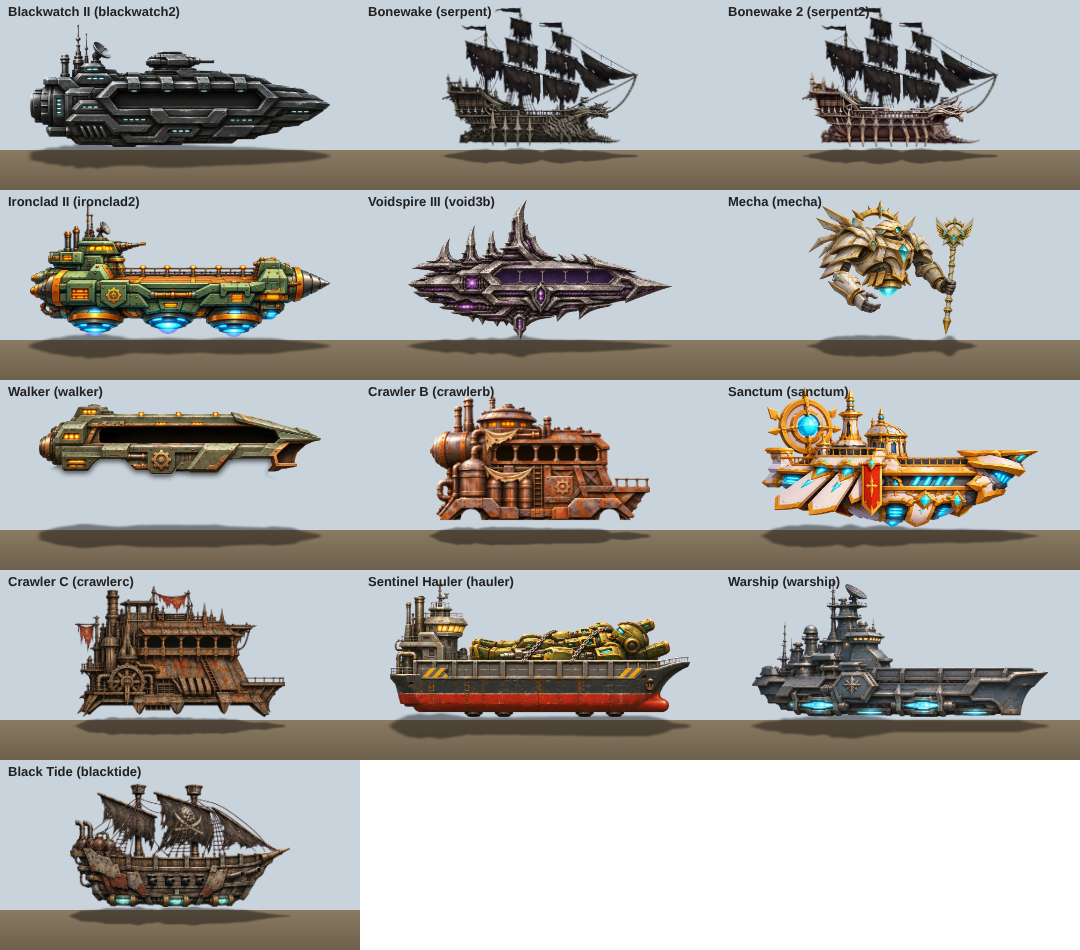 Blackwatch II (blackwatch2)
Bonewake (serpent)
Bonewake 2 (serpent2)
Ironclad II (ironclad2)
Voidspire III (void3b)
Mecha (mecha)
Walker (walker)
Crawler B (crawlerb)
Sanctum (sanctum)
Crawler C (crawlerc)
Sentinel Hauler (hauler)
Warship (warship)
Black Tide (blacktide)